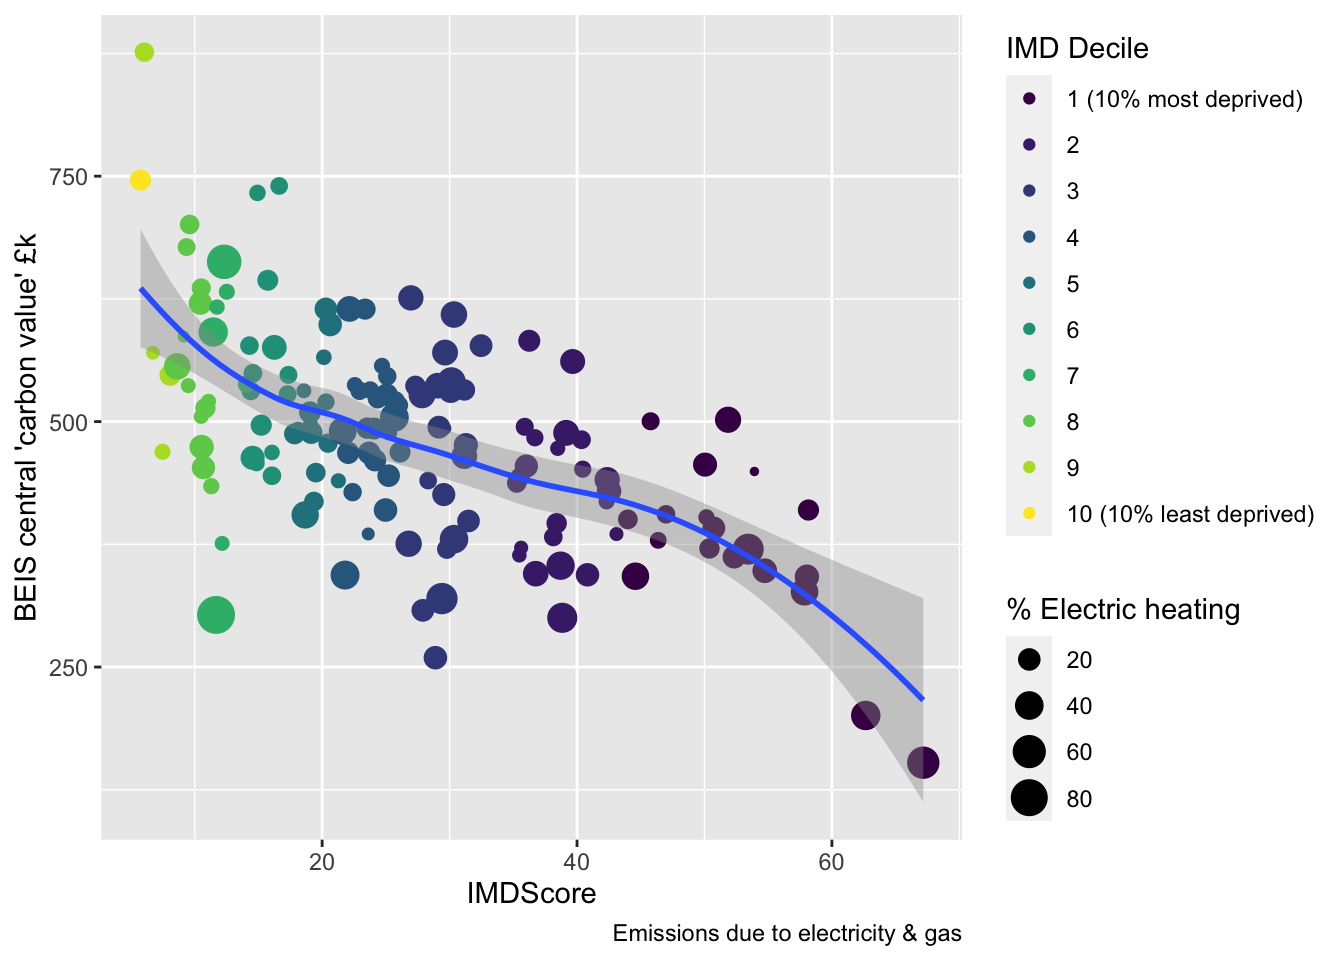 BEIS central 'carbon value' £k
750
500
250
20
40
60
IMDScore
Emissions due to electricity & gas
IMD Decile
1 (10% most deprived)
2
3
4
5
6
7
8
9
10 (10% least deprived)
% Electric heating
20
40
60
80